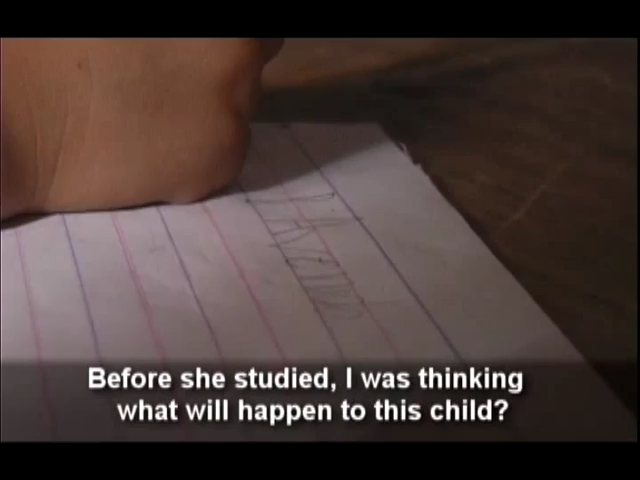 Before she studied, I was thinking
what will happen to this child?